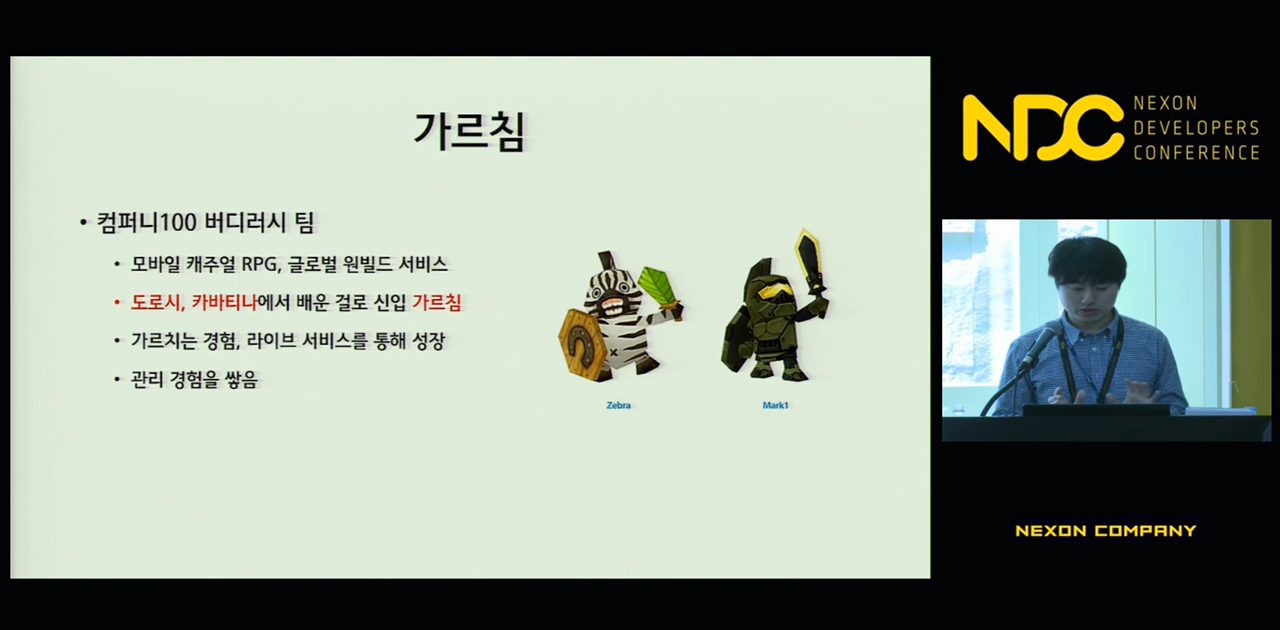 가르침
• 컴퍼니100 버디러시 팀
• 모바일 캐주얼 RPG, 글로벌 원빌드 서비스
• 도로시, 카바티나에서 배운 걸로 신입 가르침
• 가르치는 경험, 라이브 서비스를 통해 성장
• 관리 경험을 쌓음
Zebra
Mark1
NDC
NEXON
DEVELOPERS
CONFERENCE
NEXON COMPANY